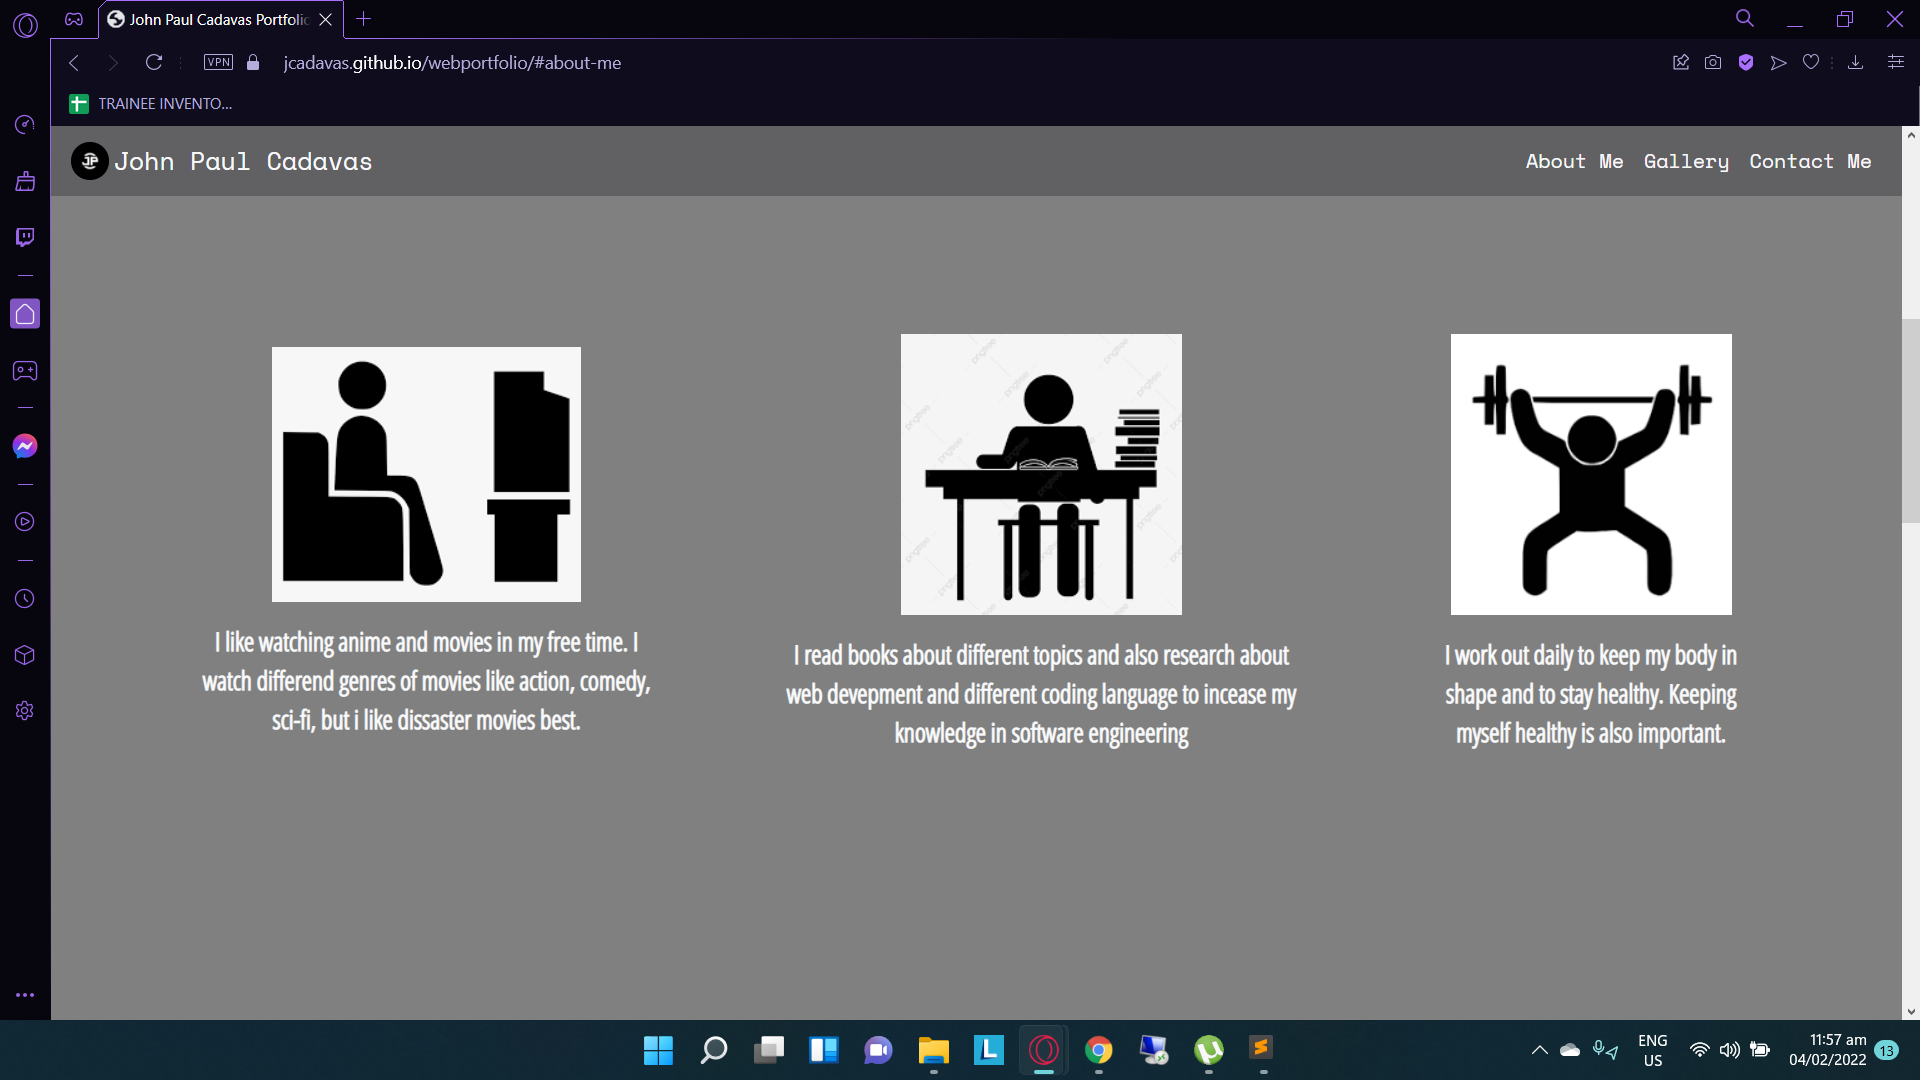 John Paul Cadavas Portfolio
VPN
jcadavas.github.io/webportfolio/#about-me
TRAINEE INVENTO...
JP
John Paul Cadavas
About Me
Gallery
Contact Me
pngtree
I like watching anime and movies in my free time. I
watch differend genres of movies like action, comedy,
sci-fi, but i like dissaster movies best.
I read books about different topics and also research about
web devepment and different coding language to incease my
knowledge in software engineering
I work out daily to keep my body in
shape and to stay healthy. Keeping
myself healthy is also important.
L
ENG
US
11:57 am
04/02/2022
13